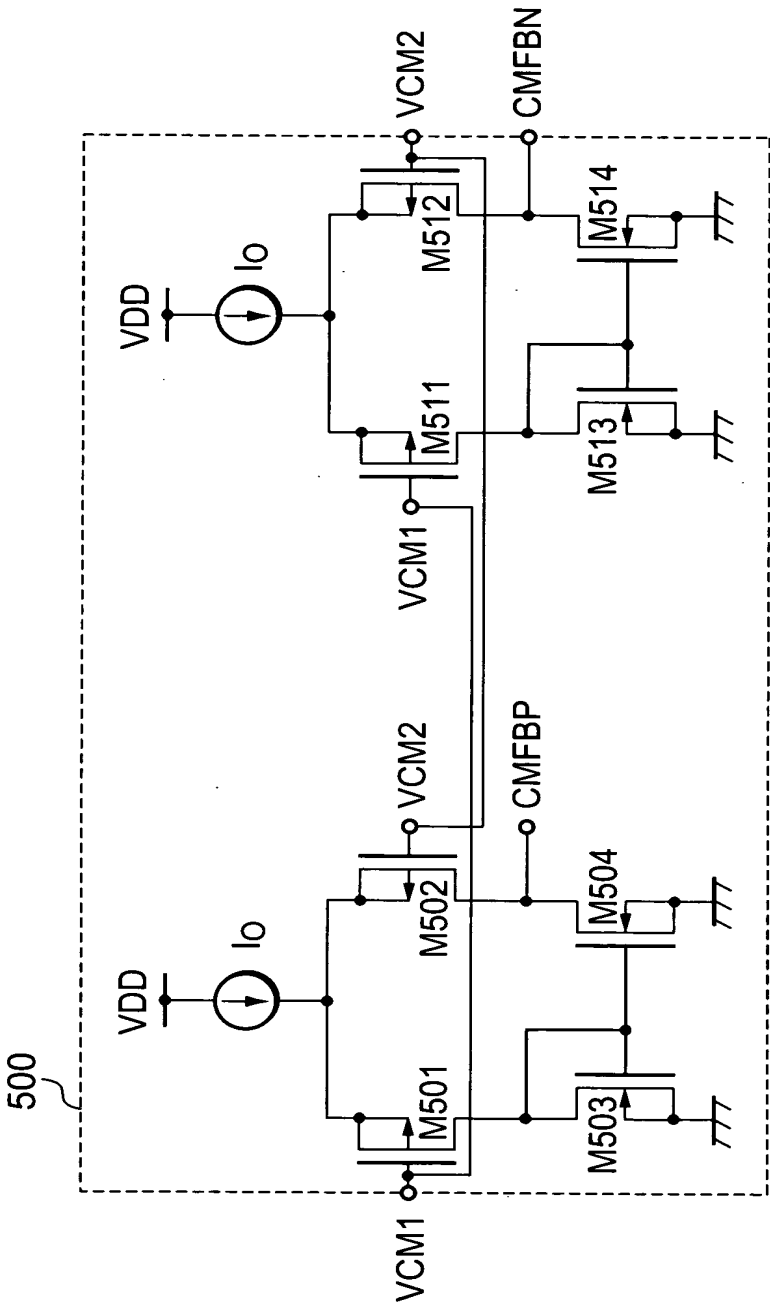 500
VDD
Io
VDD
Io
VCM1
M501
M502
VCM2
VCM1
M511
M512
VCM2
CMFBP
CMFBN
M503
M504
M513
M514